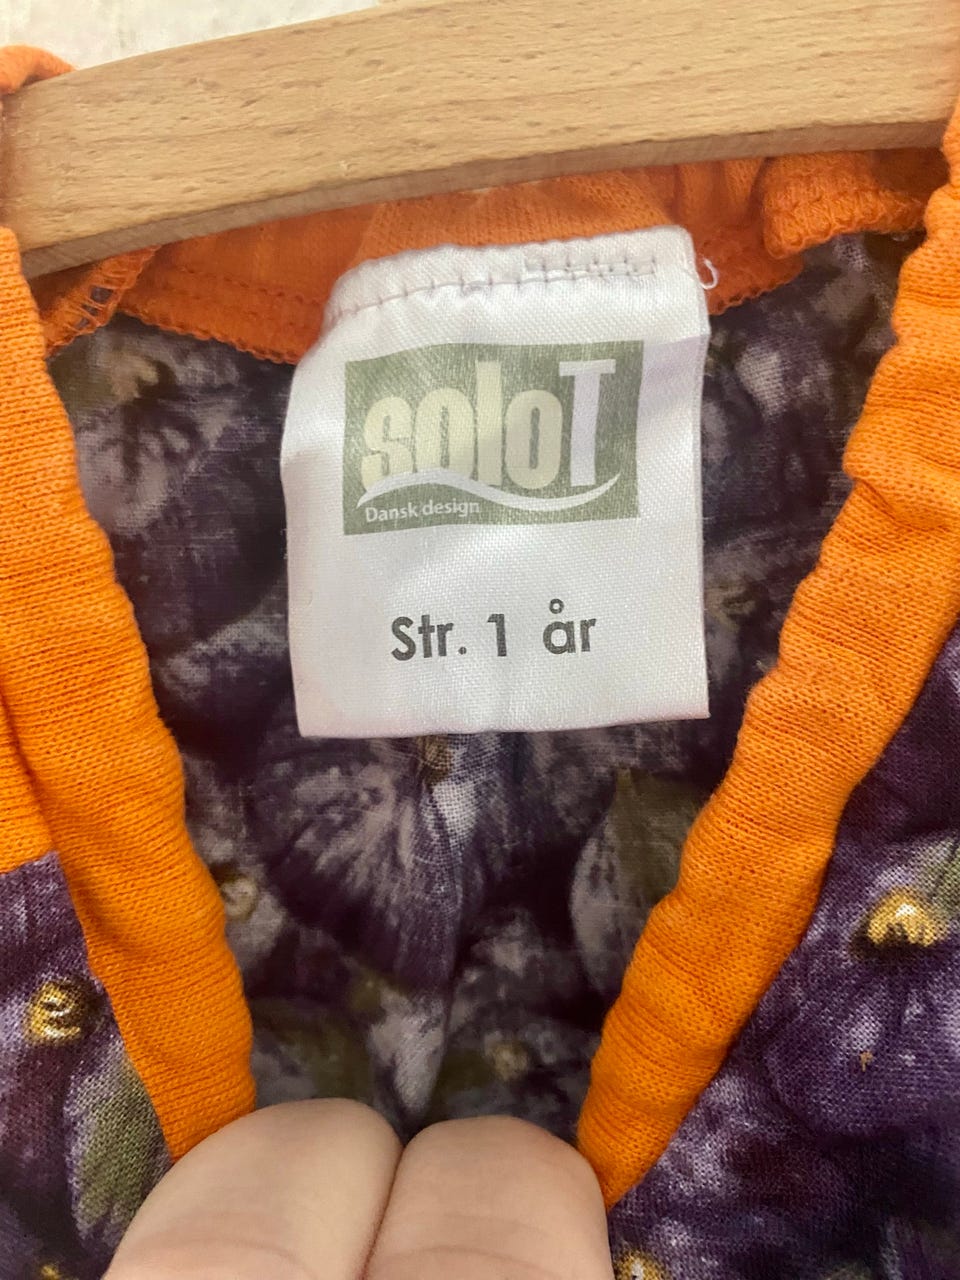 soloT
Dansk design
Str. 1 år